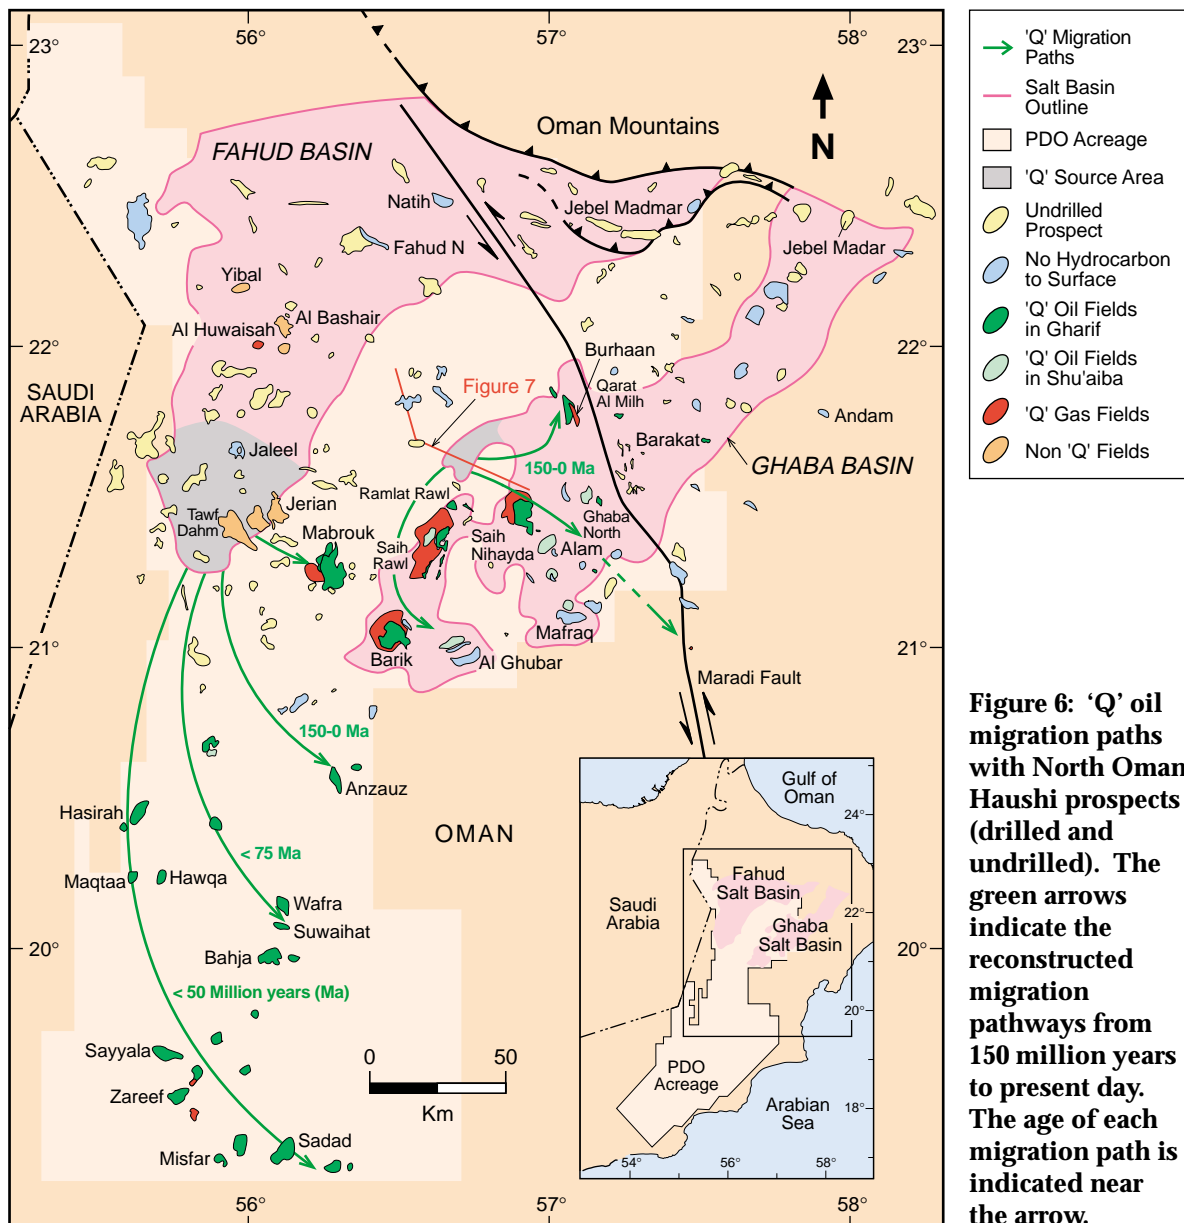 56°
57°
58°
23°
23°
Oman Mountains
N
FAHUD BASIN
Natih
Jebel Madmar
Fahud N
Jebel Madar
Yibal
Al Bashair
Al Huwaisah
22°
22°
Burhaan
SAUDI
ARABIA
Figure 7
Qarat
Al Milh
Andam
Jaleel
Barakat
GHABA BASIN
150-0 Ma
Ramlat Rawl
Jerian
Tawf
Dahm
Mabrouk
Ghaba
North
Saih
Nihayda
Saih
Rawl
Alam
Mafraq
21°
21°
Barik
Al Ghubar
Maradi Fault
150-0 Ma
Anzauz
Hasirah
OMAN
< 75 Ma
Maqtaa
Hawqa
Wafra
Suwaihat
20°
20°
Bahja
< 50 Million years (Ma)
Sayyala
0
50
Km
Zareef
Sadad
Misfar
56°
57°
58°
Gulf of
Oman
24°
Fahud
Salt Basin
Saudi
Arabia
22°
Ghaba
Salt Basin
20°
PDO
Acreage
Arabian
Sea
18°
54°
56°
58°
'Q' Migration
Paths
Salt Basin
Outline
PDO Acreage
'Q' Source Area
Undrilled
Prospect
No Hydrocarbon
to Surface
'Q' Oil Fields
in Gharif
'Q' Oil Fields
in Shu'aiba
'Q' Gas Fields
Non 'Q' Fields
Figure 6: ‘Q’ oil
migration paths
with North Oman
Haushi prospects
(drilled and
undrilled). The
green arrows
indicate the
reconstructed
migration
pathways from
150 million years
to present day.
The age of each
migration path is
indicated near
the arrow.